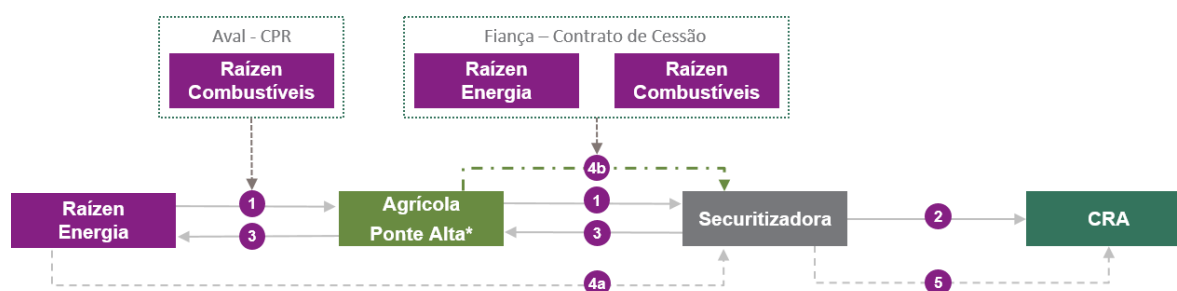 Aval - CPR
Raízen
Combustíveis
Fiança – Contrato de Cessão
Raízen
Energia
Raízen
Combustíveis
4b
Raízen
Energia
1
3
Agrícola
Ponte Alta*
1
3
Securitizadora
2
CRA
4a
5